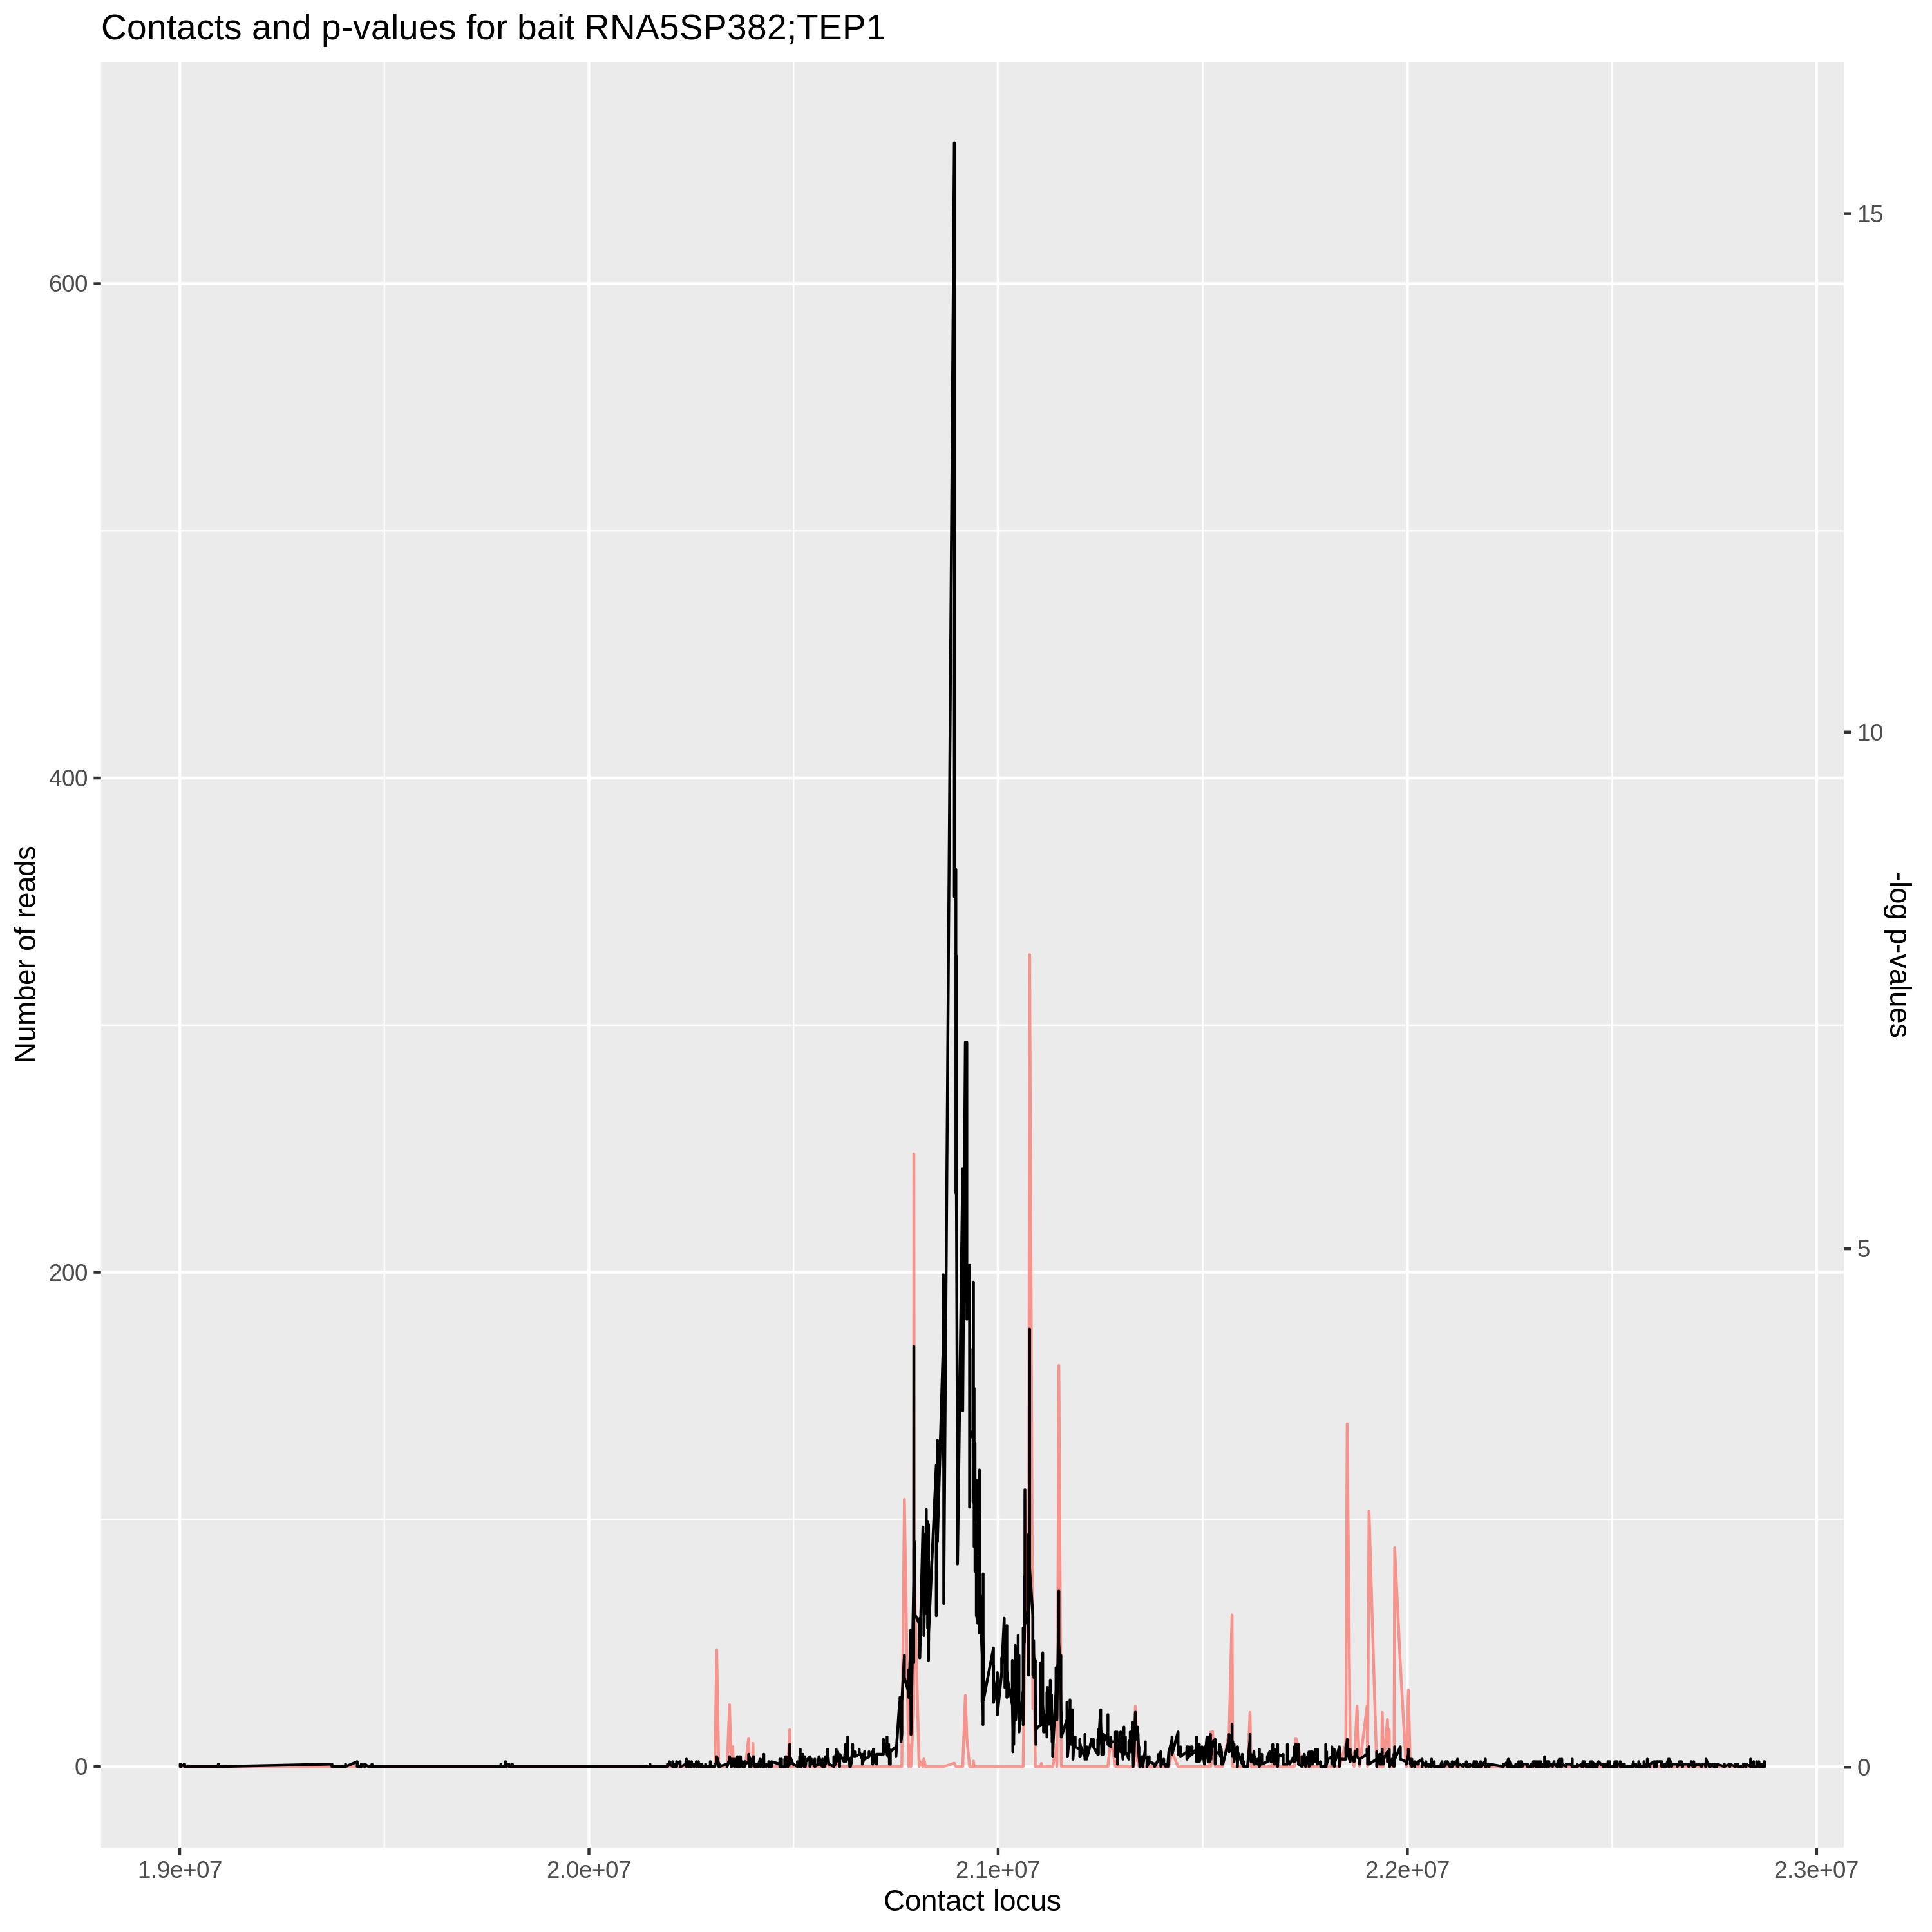 Contacts and p-values for bait RNA5SP382;TEP1
Number of reads
600
400
200
0
15
10
5
0
-log p-values
1.9e+07
2.0e+07
2.1e+07
2.2e+07
2.3e+07
Contact locus